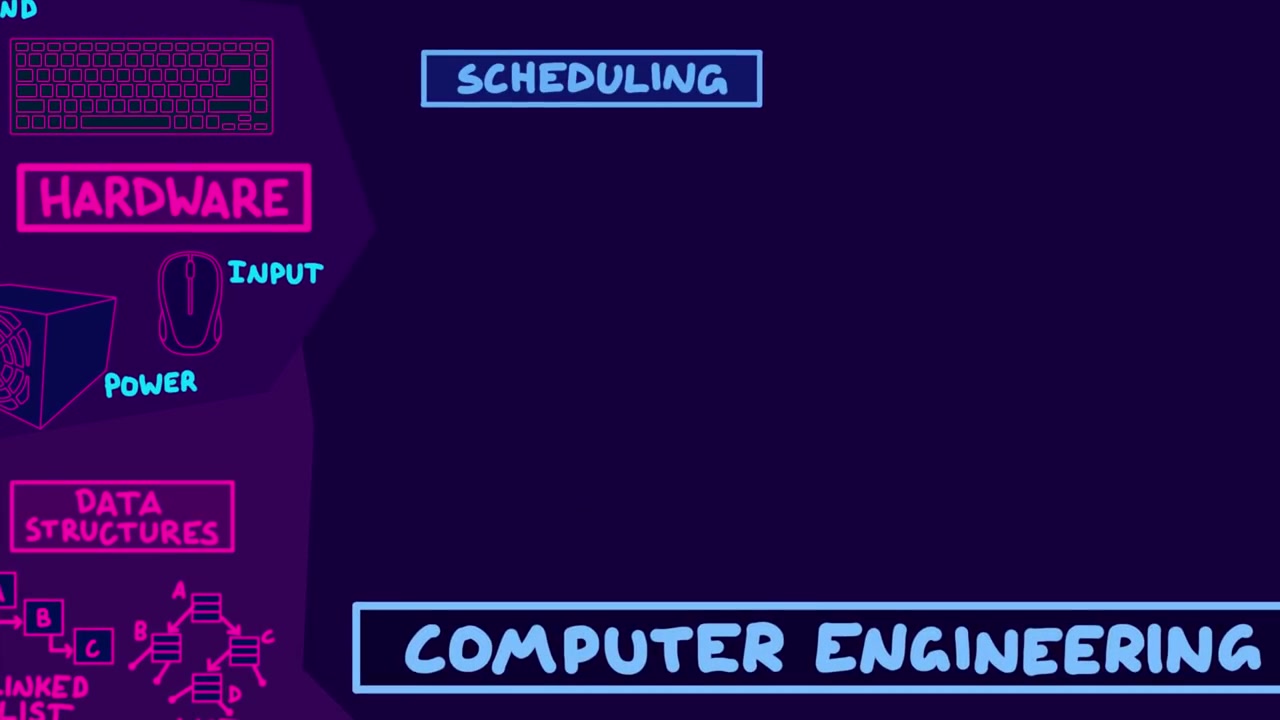 ND
SCHEDULING
HARDWARE
INPUT
POWER
DATA
STRUCTURES
A
B
C
A
B
C
D
LINKED
LIST
COMPUTER ENGINEERING